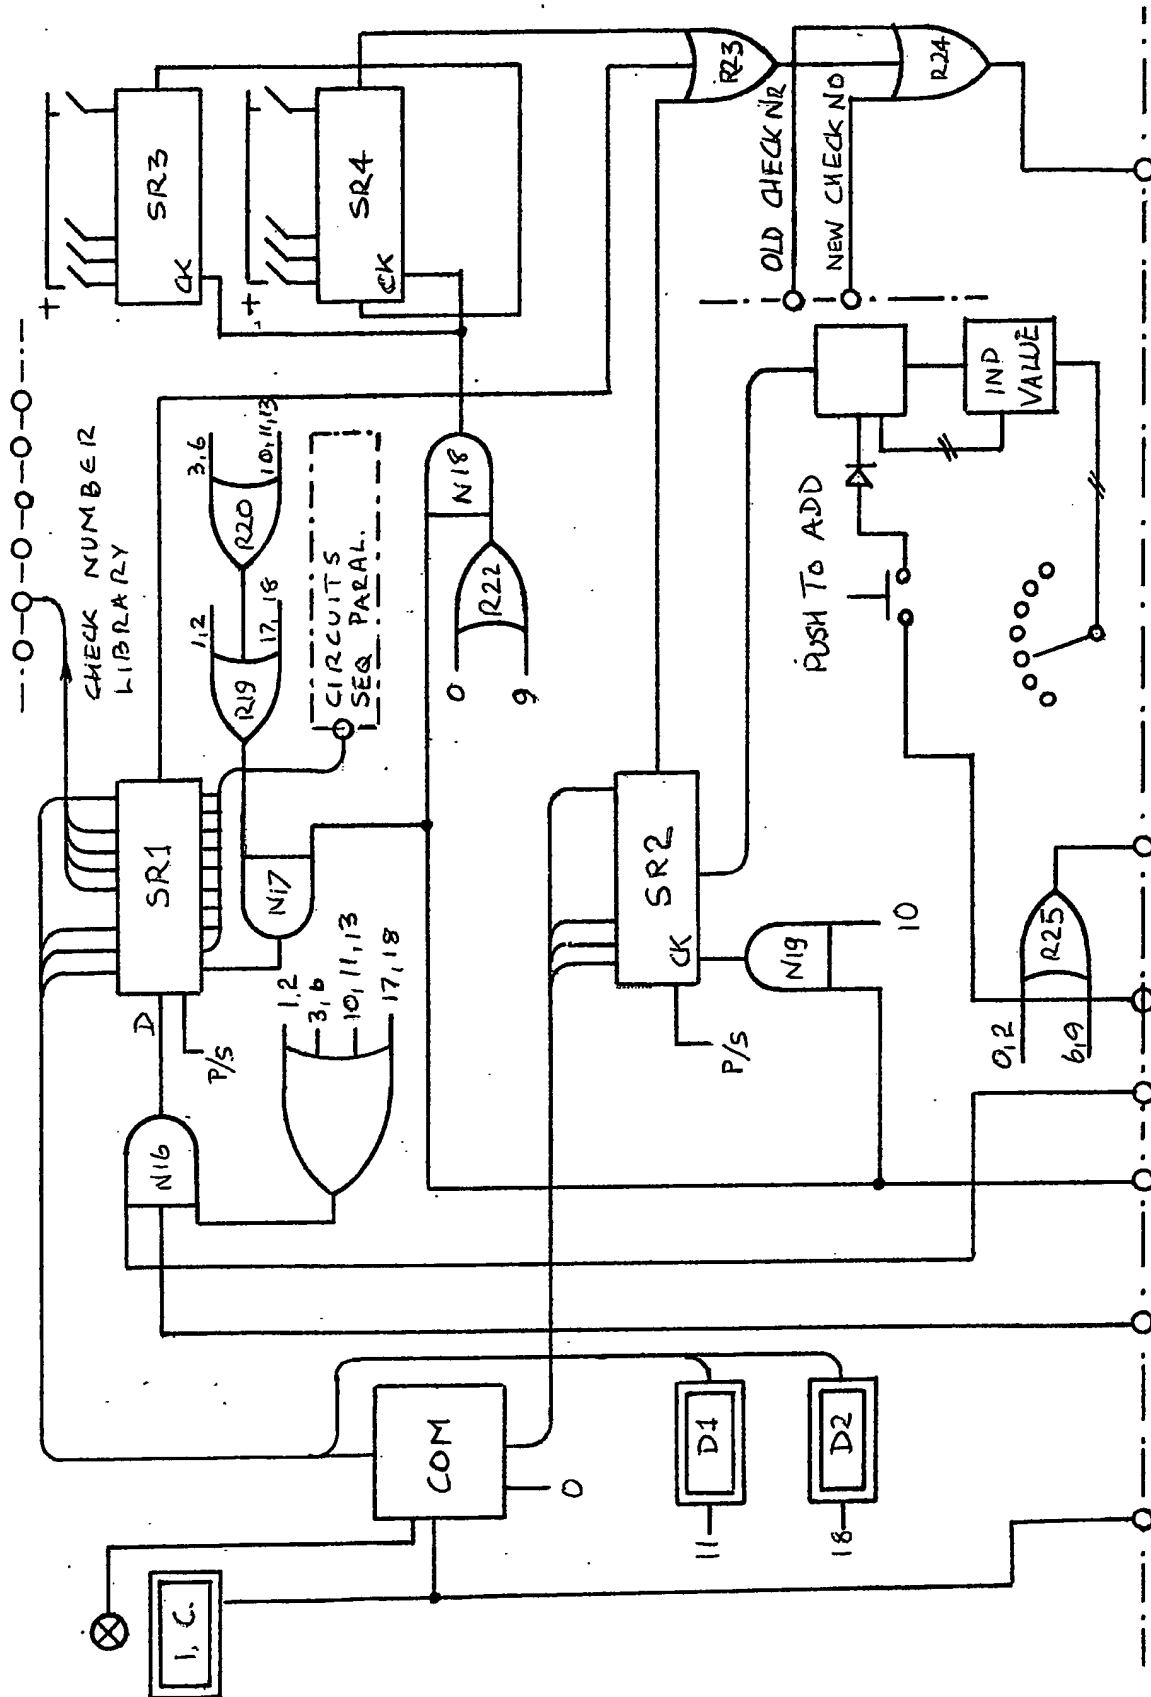 +
SR3
CK
+
SR4
CK
R23
R24
OLD CHECK NR
NEW CHECK NO
CHECK NUMBER
LIBRARY
3,6
10,11,13
R20
1,2
17, 18
R19
CIRCUITS
SEQ PARAL.
N18
R22
0
9
IND
VALUE
PUSH TO ADD
SR1
N17
D
P/S
1,2
3,6
10,11,13
17,18
N16
SR2
CK
P/S
N19
10
R25
0,2
6,9
COM
0
D1
11
D2
18
I.C.